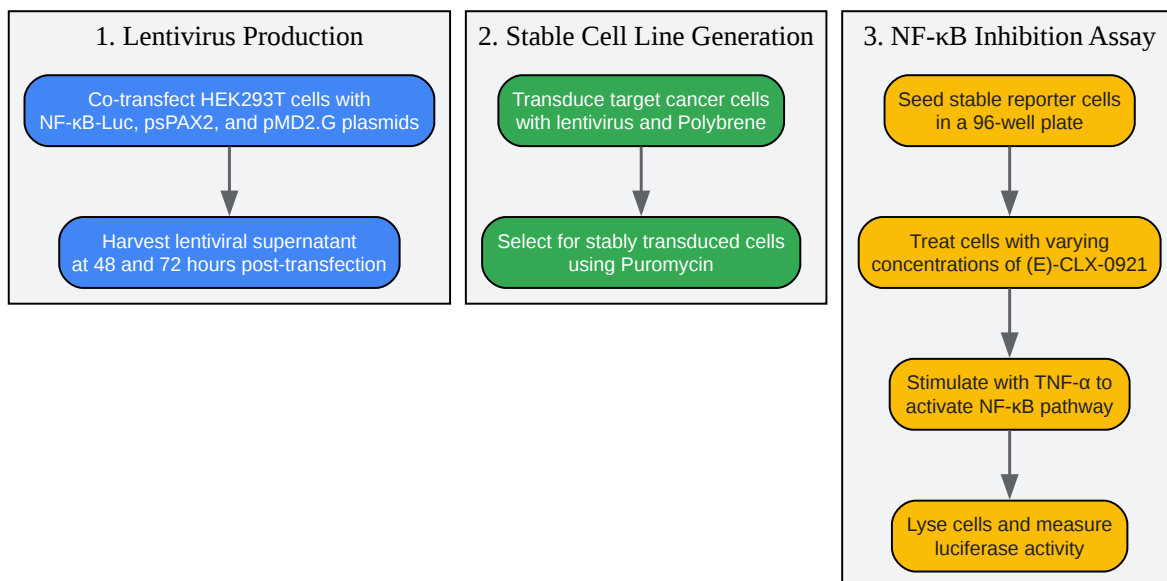 1. Lentivirus Production
Co-transfect HEK293T cells with
NF-κB-Luc, psPAX2, and pMD2.G plasmids
Harvest lentiviral supernatant
at 48 and 72 hours post-transfection
2. Stable Cell Line Generation
Transduce target cancer cells
with lentivirus and Polybrene
Select for stably transduced cells
using Puromycin
3. NF-κB Inhibition Assay
Seed stable reporter cells
in a 96-well plate
Treat cells with varying
concentrations of (E)-CLX-0921
Stimulate with TNF-α to
activate NF-κB pathway
Lyse cells and measure
luciferase activity